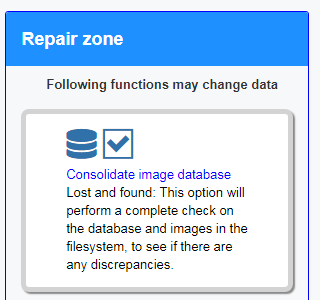 Repair zone
Following functions may change data
Consolidate image database
Lost and found: This option will
perform a complete check on
the database and images in the
filesystem, to see if there are
any discrepancies.